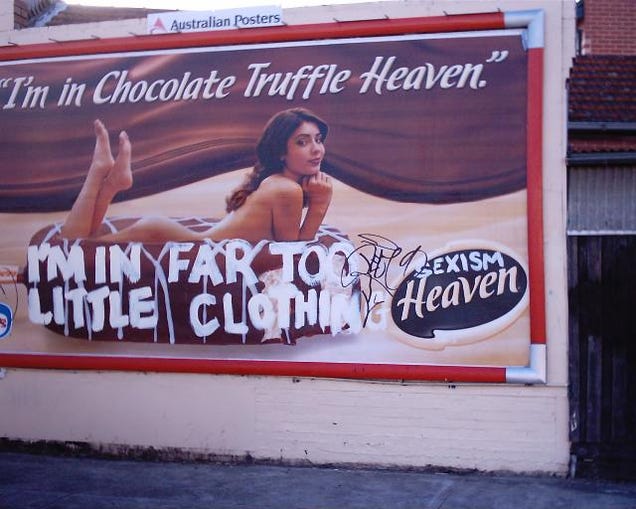 Australian Posters
"I'm in Chocolate Truffle Heaven."
I'M IN FAR TOO
LITTLE CLOTHING
SEXISM
Heaven